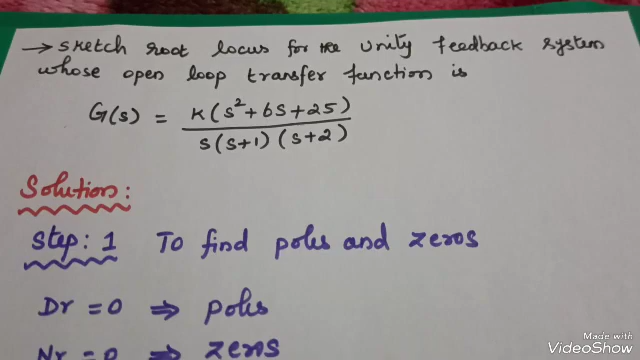 → Sketch root locus for the unity feedback system
whose open loop transfer function is
G(s) = K(s²+6s+25)
s(s+1)(s+2)
Solution:
Step: 1 To find poles and zeros
Dr = 0 ⇒ poles
Nr = 0 ⇒ zeros
Made with
VideoShow